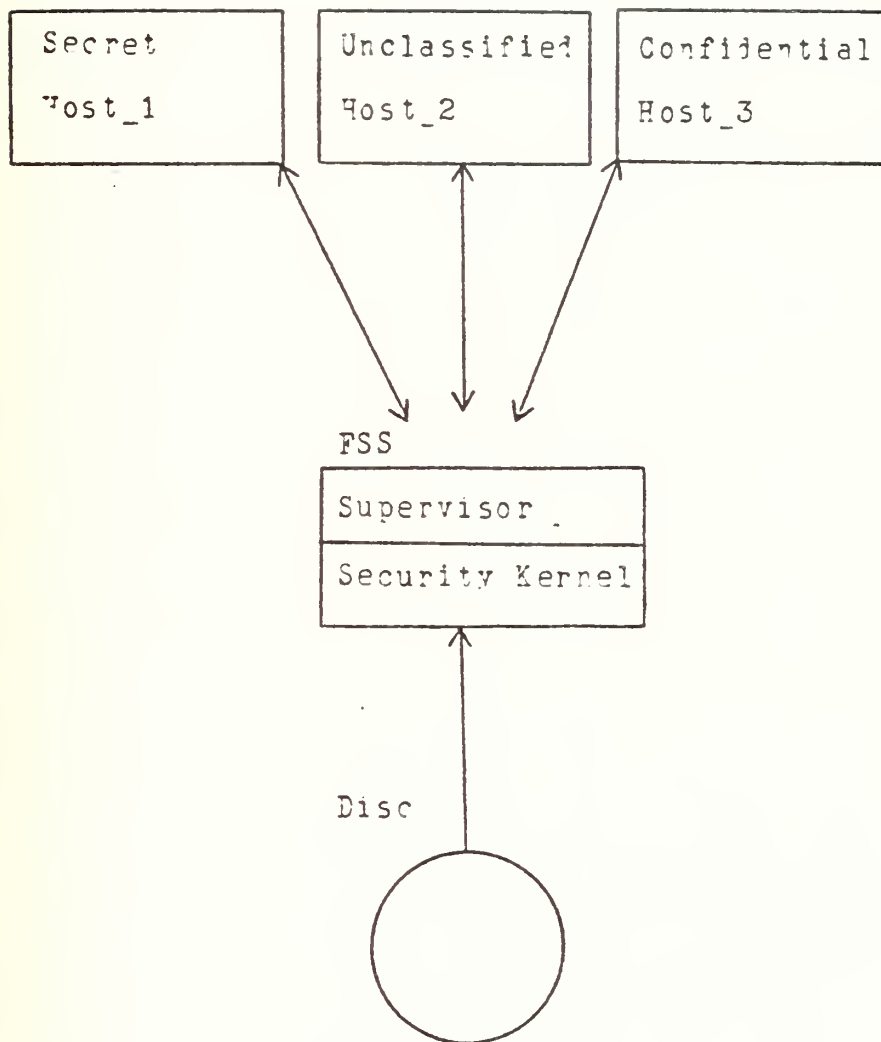 Secret
Host_1
Unclassified
Host_2
Confidential
Host_3
FSS
Supervisor
Security Kernel
Disc